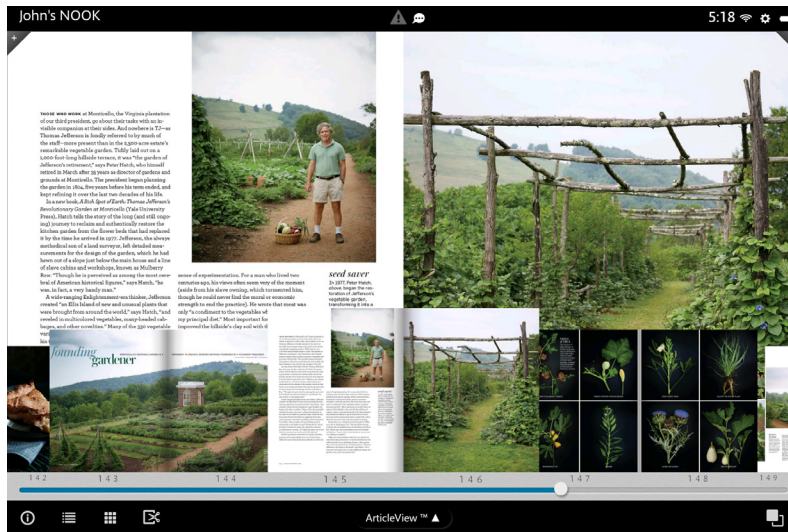 John's NOOK
5:18
+
THOSE WHO WORK at Monticello, the Virginia plantation
of our third president, go about their tasks with an in-
visible companion at their sides. And nowhere is TJ—as
Thomas Jefferson is fondly referred to by much of
the staff—more present than in the 2,500-acre estate's
remarkable vegetable garden. Tidily laid out on a
1,000-foot-long hillside terrace, it was "the garden of
Jefferson's retirement," says Peter Hatch, who himself
retired in March after 35 years as director of gardens and
grounds at Monticello. The president began planning
the garden in 1804, five years before his term ended, and
kept refining it over the last two decades of his life.
In a new book, A Rich Spot of Earth: Thomas Jefferson's
Revolutionary Garden at Monticello (Yale University
Press), Hatch tells the story of the long (and still ongo-
ing) journey to reclaim and authentically restore the
kitchen garden from the flower beds that had replaced
it by the time he arrived in 1977. Jefferson, the always
methodical son of a land surveyor, left detailed mea-
surements for the design of the garden, which he had
hewn out of a slope just below the main house and a line
of slave cabins and workshops, known as Mulberry
Row. "Though he is perceived as among the most cere-
bral of American historical figures," says Hatch, "he
was, in fact, a very handy man."
A wide-ranging Enlightenment-era thinker, Jefferson
created "an Ellis Island of new and unusual plants that
were brought from around the world," says Hatch, "and
reveled in multicolored vegetables, many-headed cab-
bages, and other novelties." Many of the 330 vegetable
sense of experimentation. For a man who lived two
centuries ago, his views often seem very of the moment
(aside from his slave owning, which tormented him,
though he never could find the moral or economic
strength to end the practice). He wrote that meat was
only "a condiment to the vegetables wh
my principal diet." Most important for
improved the hillside's clay soil with
seed saver
In 1977, Peter Hatch,
above, began the res-
toration of Jefferson's
vegetable garden,
transforming it into a
founding
gardener
142
143
144
145
146
147
148
149
ArticleView ™ ▲